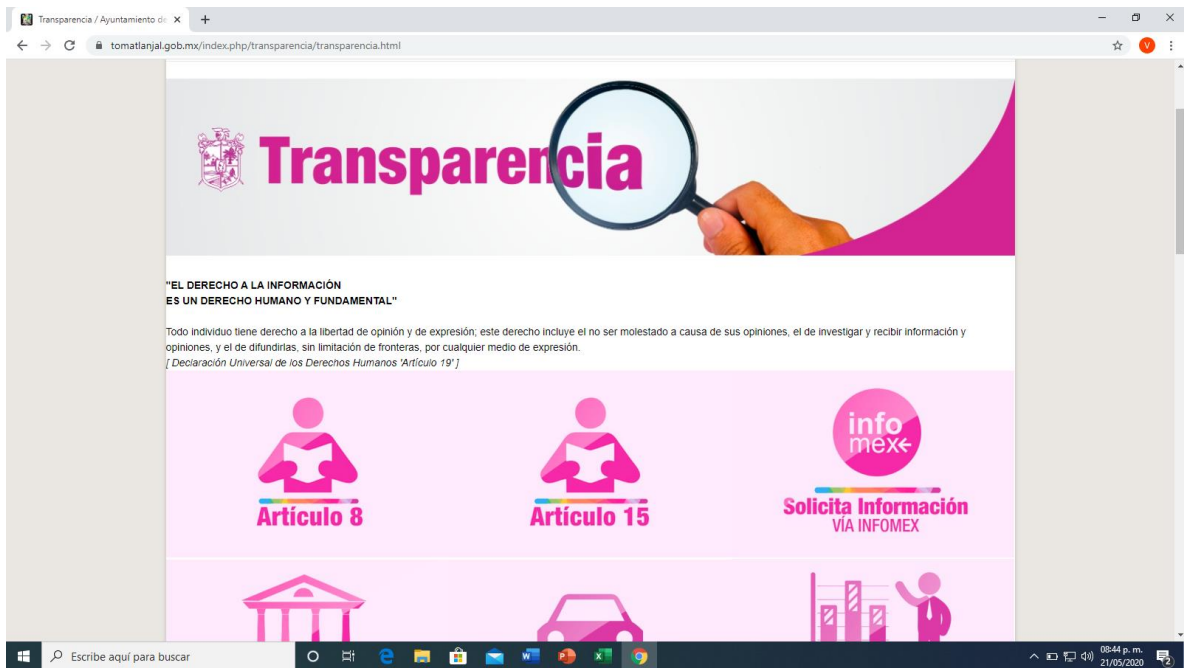 Transparencia / Ayuntamiento de
tomatlanjal.gob.mx/index.php/transparencia/transparencia.html
V
Transparencia
"EL DERECHO A LA INFORMACIÓN
ES UN DERECHO HUMANO Y FUNDAMENTAL"
Todo individuo tiene derecho a la libertad de opinión y de expresión; este derecho incluye el no ser molestado a causa de sus opiniones, el de investigar y recibir información y
opiniones, y el de difundirlas, sin limitación de fronteras, por cualquier medio de expresión.
[ Declaración Universal de los Derechos Humanos 'Artículo 19' ]
info
mex
Artículo 8
Artículo 15
Solicita Información
VÍA INFOMEX
Escribe aquí para buscar
08:44 p. m.
21/05/2020
2